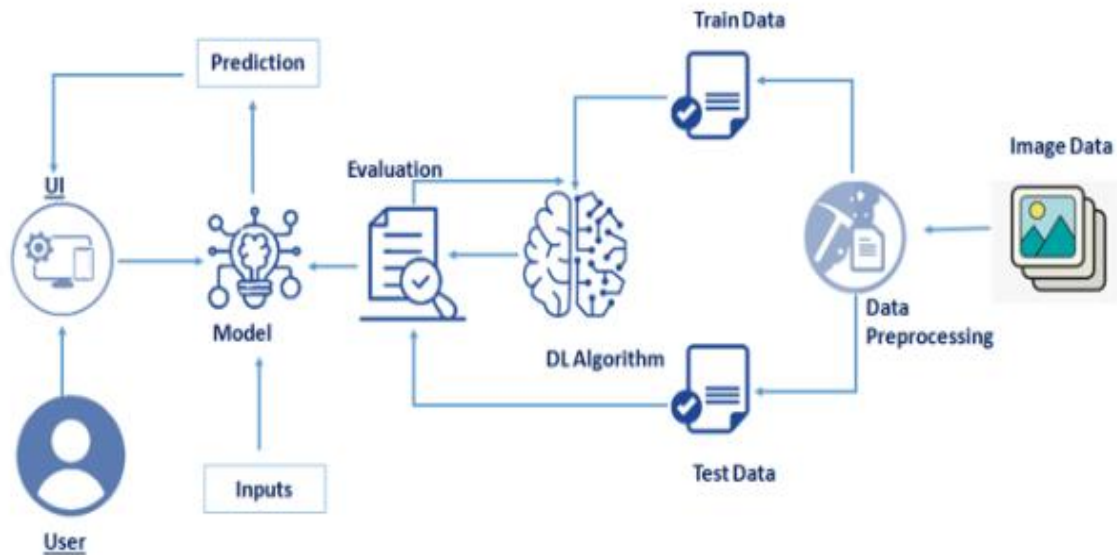 Train Data
Prediction
Image Data
Evaluation
UI
Model
Data
Preprocessing
DL Algorithm
Inputs
Test Data
User